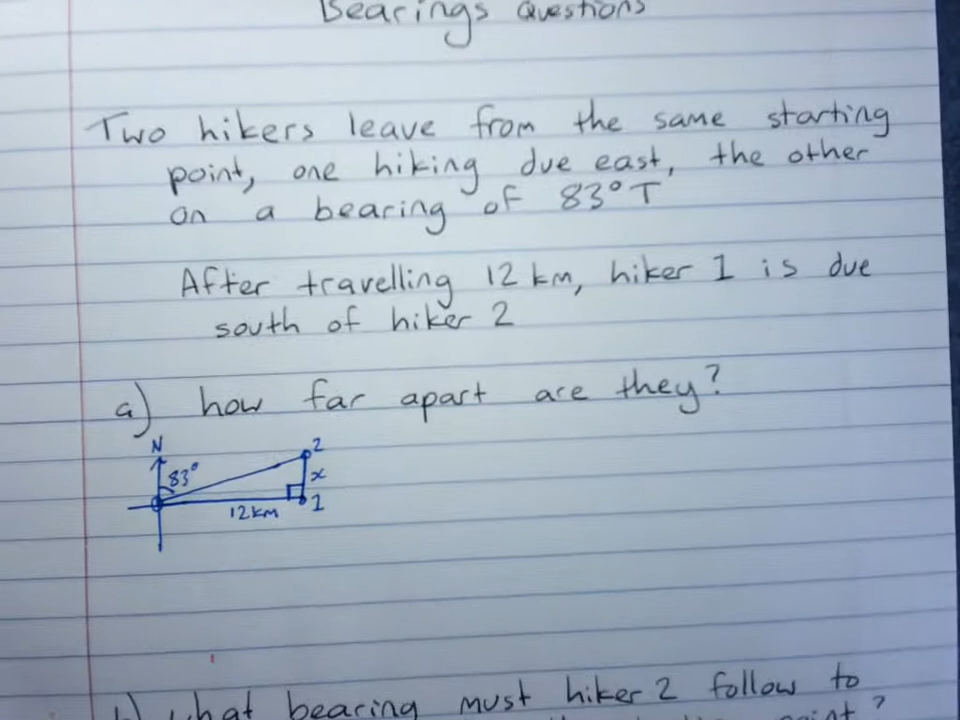 Bearings Questions
Two hikers leave from the same starting
point, one hiking due east, the other
on a bearing of 83°T
After travelling 12 km, hiker 1 is due
south of hiker 2
a) how far apart are they?
N
83°
2
x
1
12km
b) what bearing must hiker 2 follow to
point?